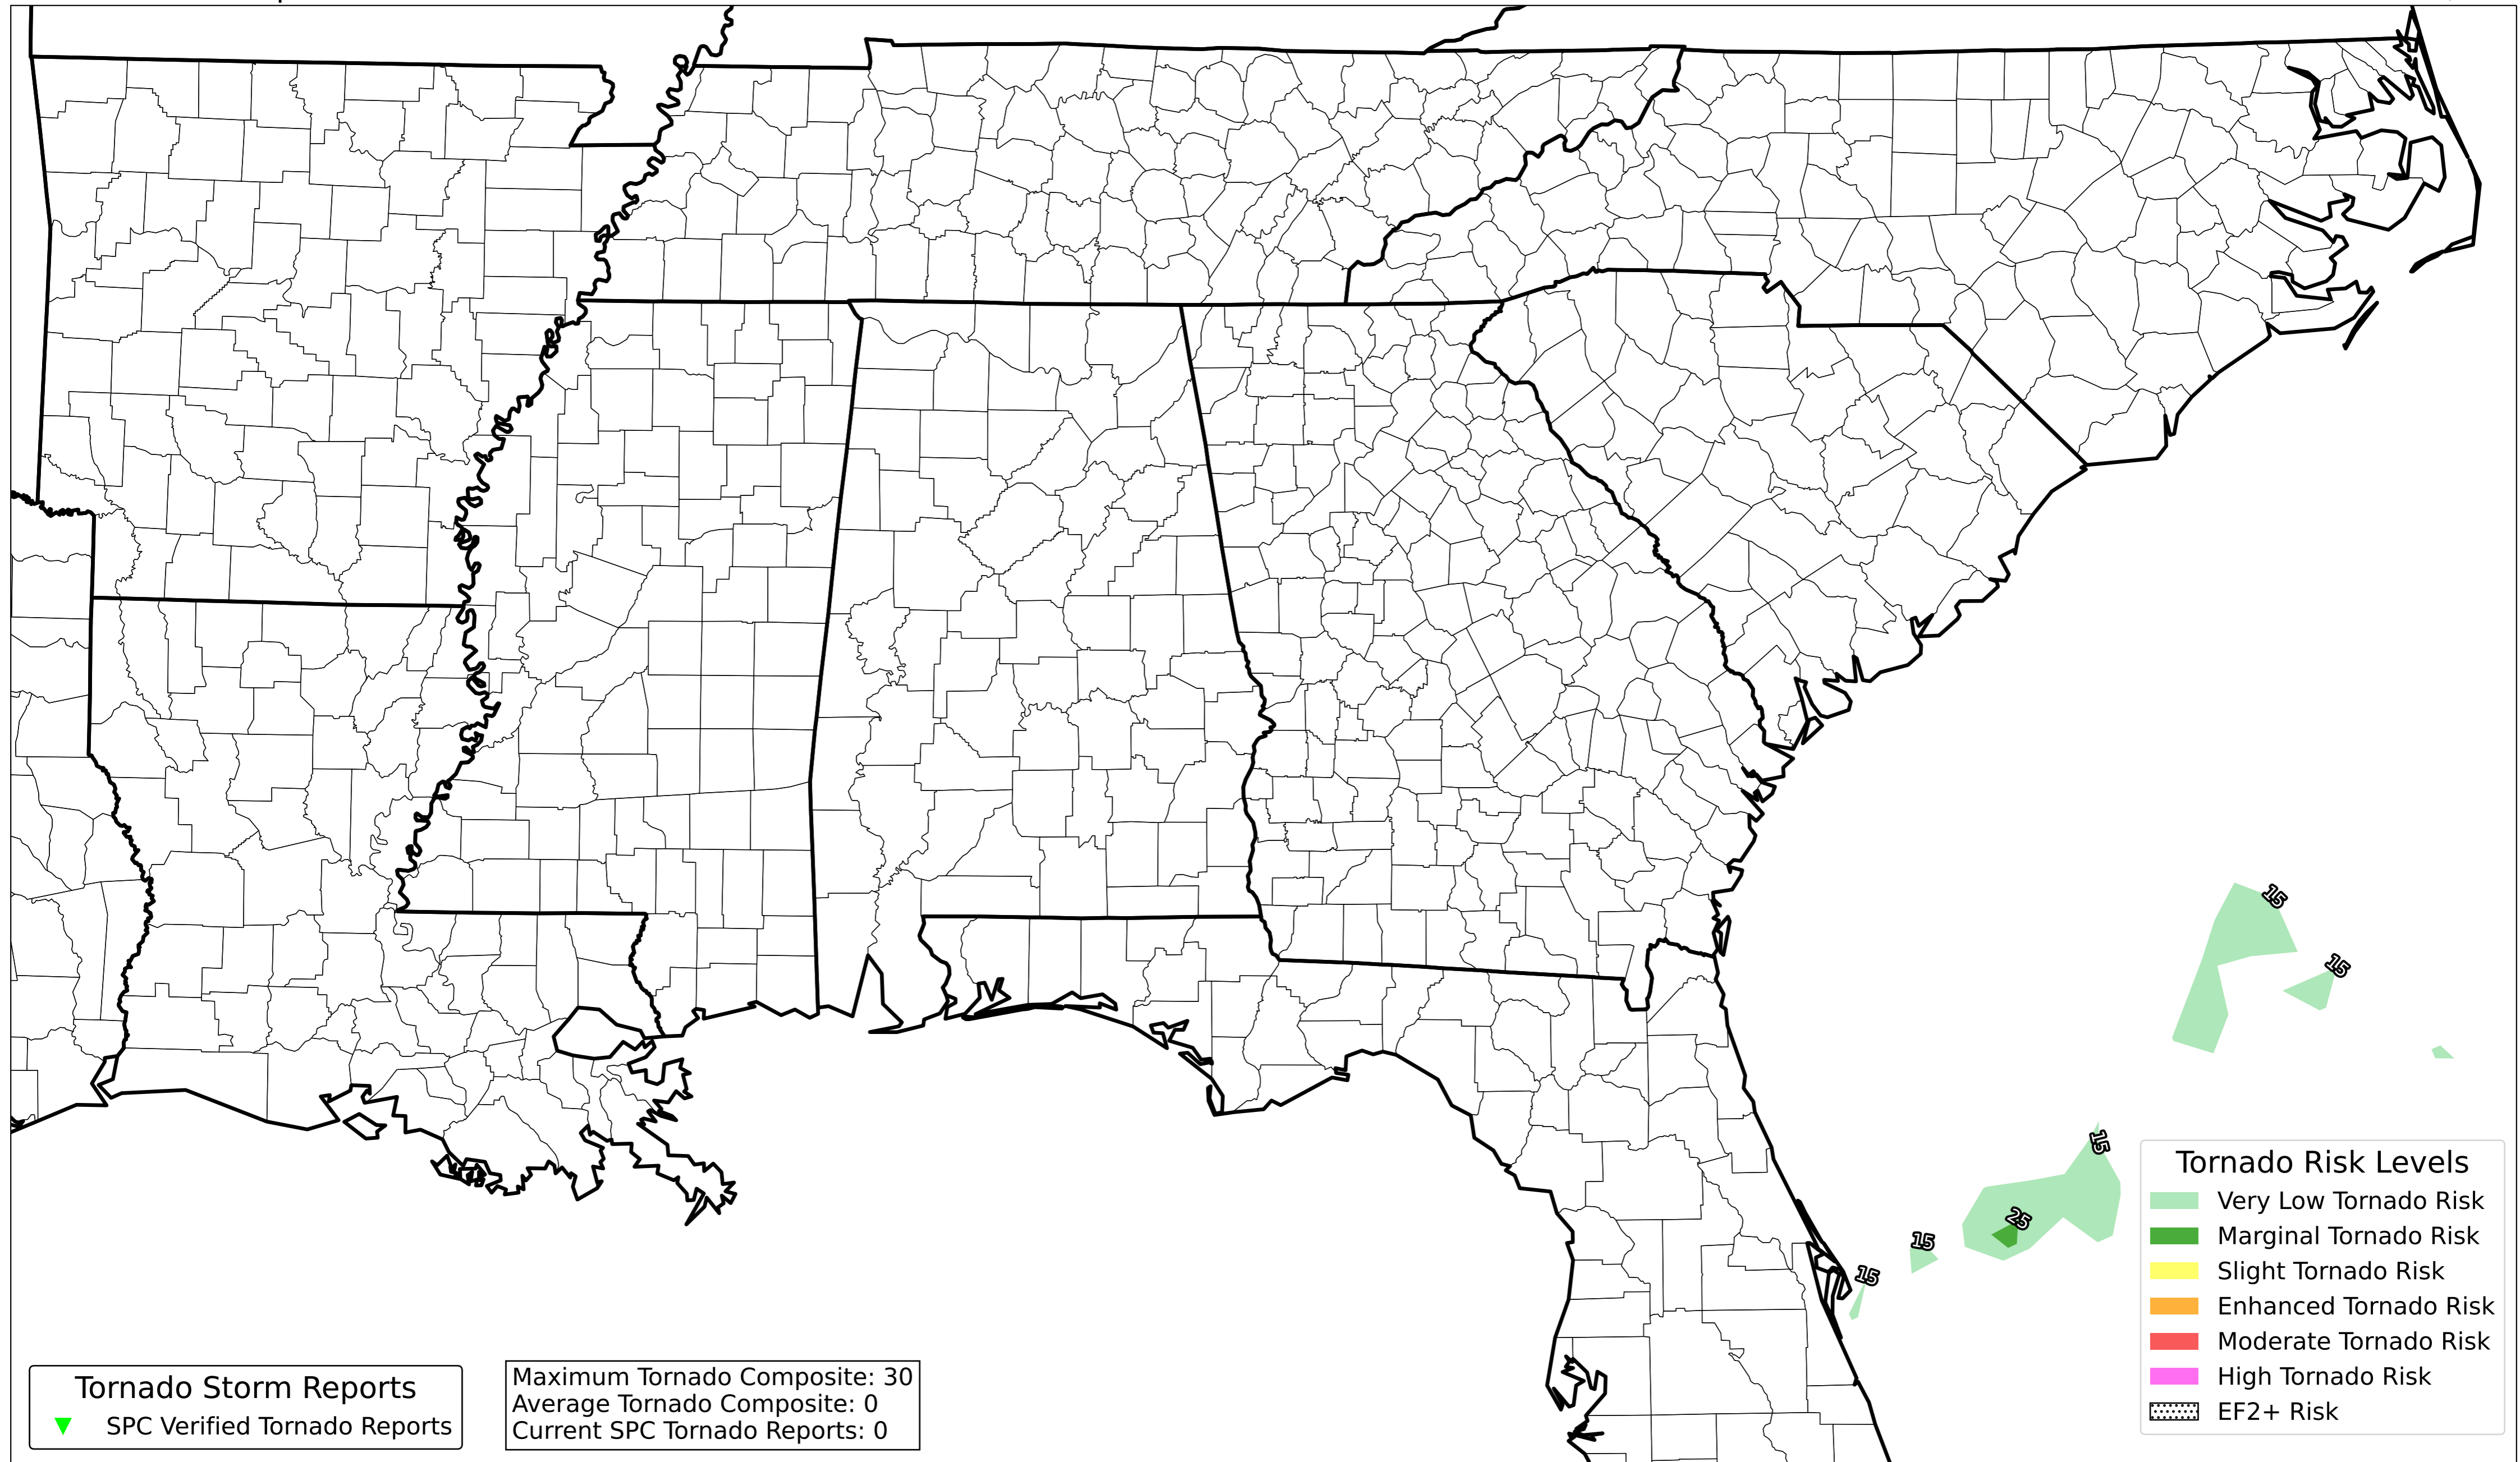 15
15
15
25
15
15
Tornado Risk Levels
Very Low Tornado Risk
Marginal Tornado Risk
Slight Tornado Risk
Enhanced Tornado Risk
Moderate Tornado Risk
High Tornado Risk
EF2+ Risk
Tornado Storm Reports
SPC Verified Tornado Reports
Maximum Tornado Composite: 30
Average Tornado Composite: 0
Current SPC Tornado Reports: 0